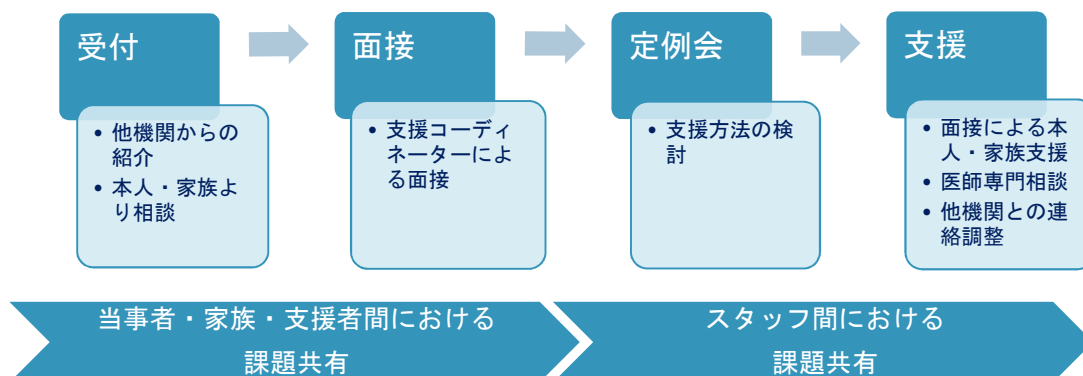 受付
• 他機関からの
紹介
• 本人・家族よ
り相談
面接
• 支援コーディ
ネーターによ
る面接
定例会
• 支援方法の検
討
支援
• 面接による本
人・家族支援
• 医師専門相談
• 他機関との連
絡調整
当事者・家族・支援者間における
課題共有
スタッフ間における
課題共有